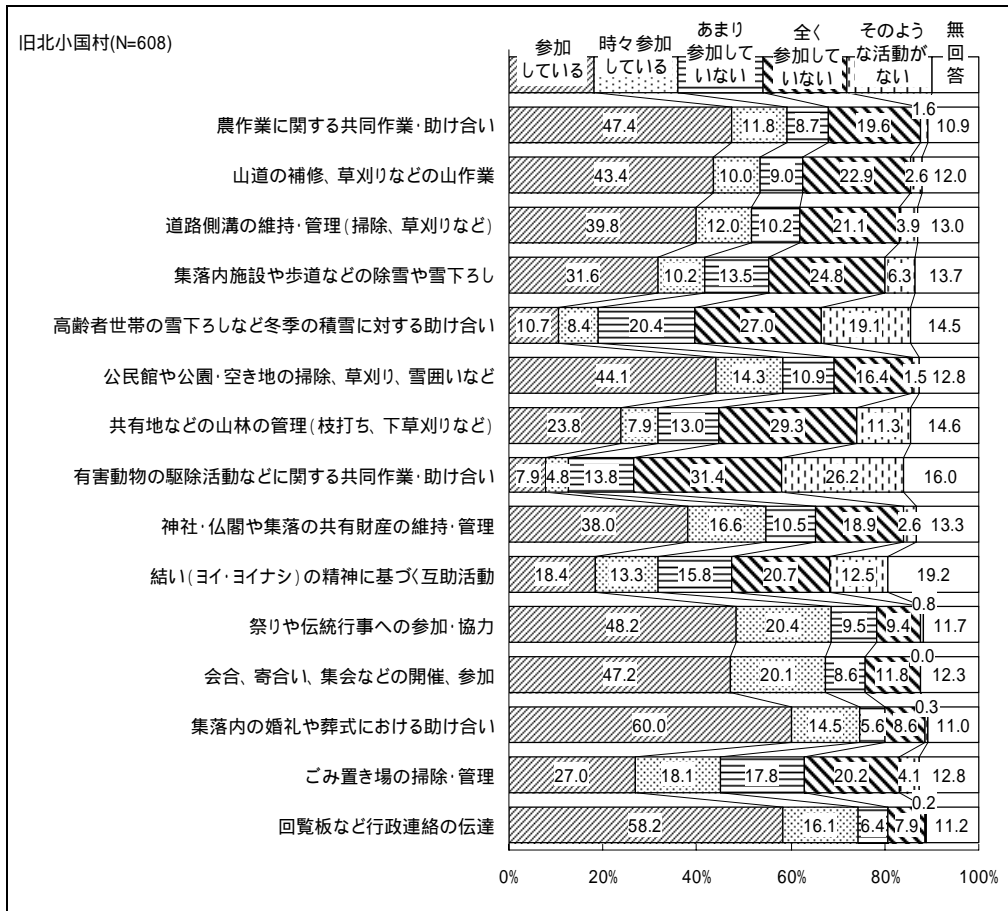 旧北小国村(N=608)
参加している 時々参加している あまり参加していない 全く参加していない そのような活動がない 無回答
1.6
農作業に関する共同作業・助け合い 47.4 11.8 8.7 19.6 10.9
山道の補修、草刈りなどの山作業 43.4 10.0 9.0 22.9 2.6 12.0
道路側溝の維持・管理(掃除、草刈りなど) 39.8 12.0 10.2 21.1 3.9 13.0
集落内施設や歩道などの除雪や雪下ろし 31.6 10.2 13.5 24.8 6.3 13.7
高齢者世帯の雪下ろしなど冬季の積雪に対する助け合い 10.7 8.4 20.4 27.0 19.1 14.5
公民館や公園・空き地の掃除、草刈り、雪囲いなど 44.1 14.3 10.9 16.4 1.5 12.8
共有地などの山林の管理(枝打ち、下草刈りなど) 23.8 7.9 13.0 29.3 11.3 14.6
有害動物の駆除活動などに関する共同作業・助け合い 7.9 4.8 13.8 31.4 26.2 16.0
神社・仏閣や集落の共有財産の維持・管理 38.0 16.6 10.5 18.9 2.6 13.3
結い(ヨイ・ヨイナシ)の精神に基づく互助活動 18.4 13.3 15.8 20.7 12.5 19.2
0.8
祭りや伝統行事への参加・協力 48.2 20.4 9.5 9.4 11.7
0.0
会合、寄合い、集会などの開催、参加 47.2 20.1 8.6 11.8 12.3
0.3
集落内の婚礼や葬式における助け合い 60.0 14.5 5.6 8.6 11.0
ごみ置き場の掃除・管理 27.0 18.1 17.8 20.2 4.1 12.8
0.2
回覧板など行政連絡の伝達 58.2 16.1 6.4 7.9 11.2
0% 20% 40% 60% 80% 100%